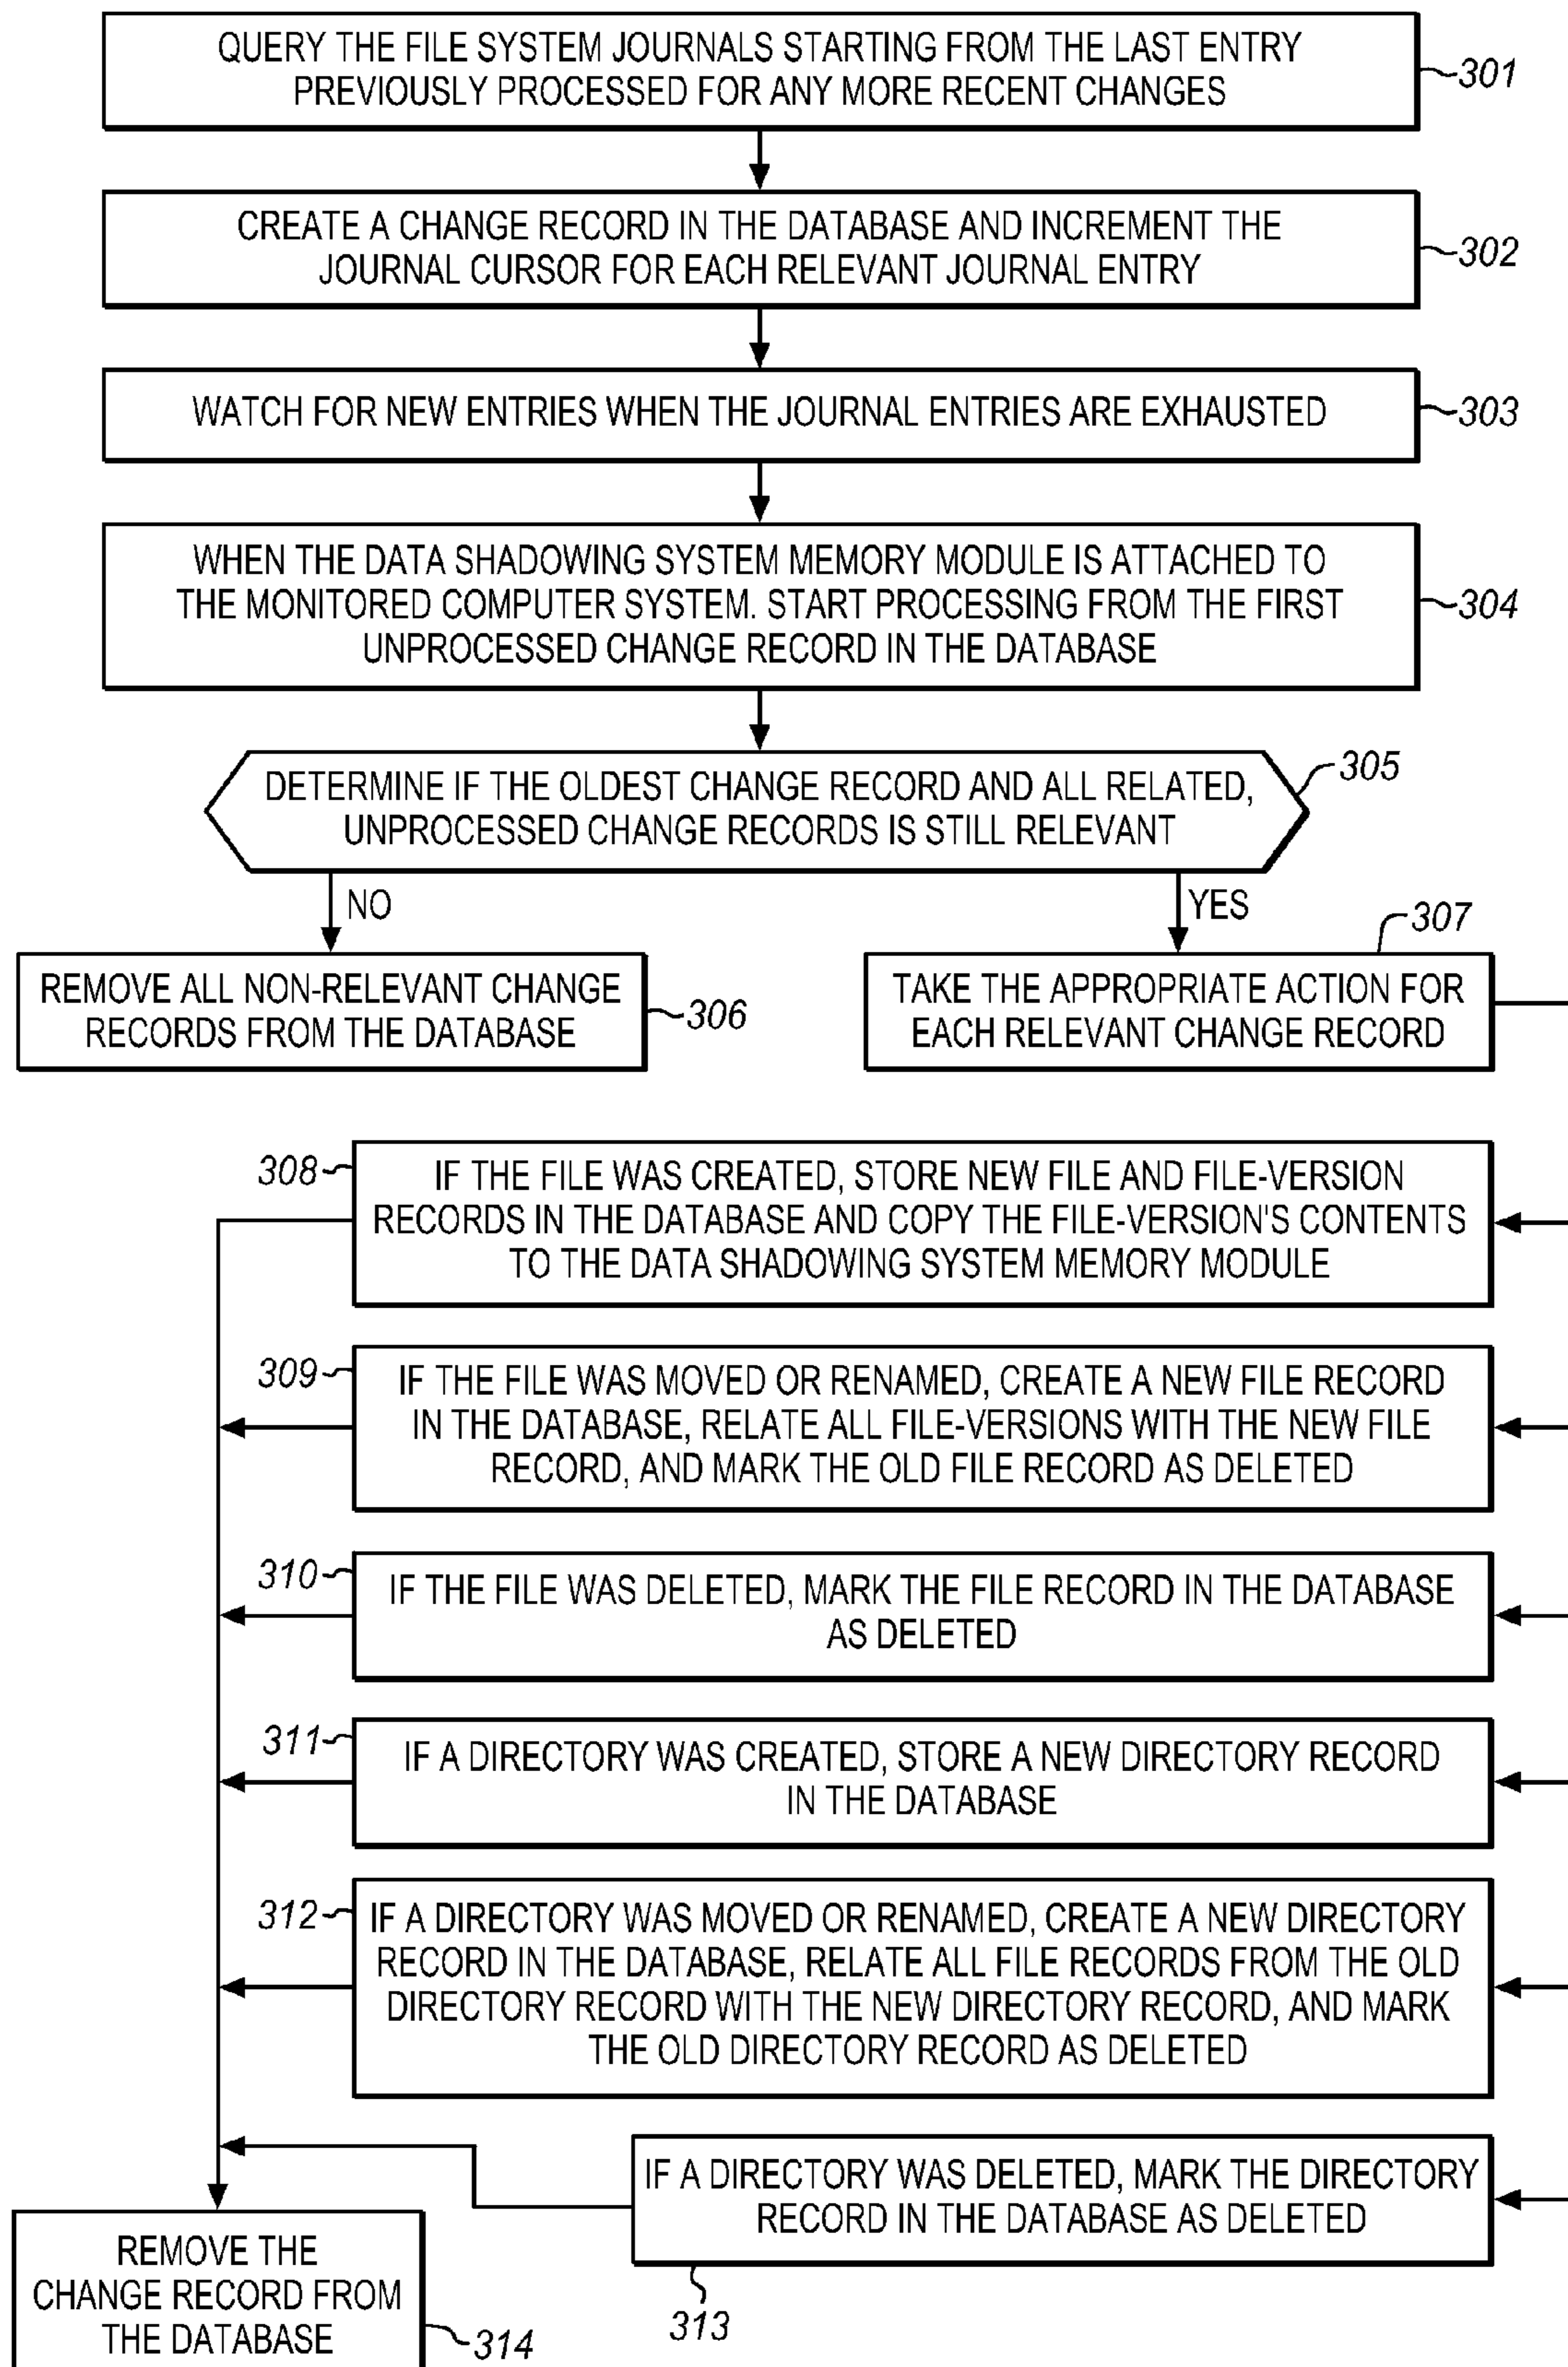 QUERY THE FILE SYSTEM JOURNALS STARTING FROM THE LAST ENTRY
PREVIOUSLY PROCESSED FOR ANY MORE RECENT CHANGES
301
CREATE A CHANGE RECORD IN THE DATABASE AND INCREMENT THE
JOURNAL CURSOR FOR EACH RELEVANT JOURNAL ENTRY
302
WATCH FOR NEW ENTRIES WHEN THE JOURNAL ENTRIES ARE EXHAUSTED
303
WHEN THE DATA SHADOWING SYSTEM MEMORY MODULE IS ATTACHED TO
THE MONITORED COMPUTER SYSTEM. START PROCESSING FROM THE FIRST
UNPROCESSED CHANGE RECORD IN THE DATABASE
304
DETERMINE IF THE OLDEST CHANGE RECORD AND ALL RELATED,
UNPROCESSED CHANGE RECORDS IS STILL RELEVANT
305
NO
YES
REMOVE ALL NON-RELEVANT CHANGE
RECORDS FROM THE DATABASE
306
307
TAKE THE APPROPRIATE ACTION FOR
EACH RELEVANT CHANGE RECORD
308
IF THE FILE WAS CREATED, STORE NEW FILE AND FILE-VERSION
RECORDS IN THE DATABASE AND COPY THE FILE-VERSION'S CONTENTS
TO THE DATA SHADOWING SYSTEM MEMORY MODULE
309
IF THE FILE WAS MOVED OR RENAMED, CREATE A NEW FILE RECORD
IN THE DATABASE, RELATE ALL FILE-VERSIONS WITH THE NEW FILE
RECORD, AND MARK THE OLD FILE RECORD AS DELETED
310
IF THE FILE WAS DELETED, MARK THE FILE RECORD IN THE DATABASE
AS DELETED
311
IF A DIRECTORY WAS CREATED, STORE A NEW DIRECTORY RECORD
IN THE DATABASE
312
IF A DIRECTORY WAS MOVED OR RENAMED, CREATE A NEW DIRECTORY
RECORD IN THE DATABASE, RELATE ALL FILE RECORDS FROM THE OLD
DIRECTORY RECORD WITH THE NEW DIRECTORY RECORD, AND MARK
THE OLD DIRECTORY RECORD AS DELETED
IF A DIRECTORY WAS DELETED, MARK THE DIRECTORY
RECORD IN THE DATABASE AS DELETED
313
REMOVE THE
CHANGE RECORD FROM
THE DATABASE
314